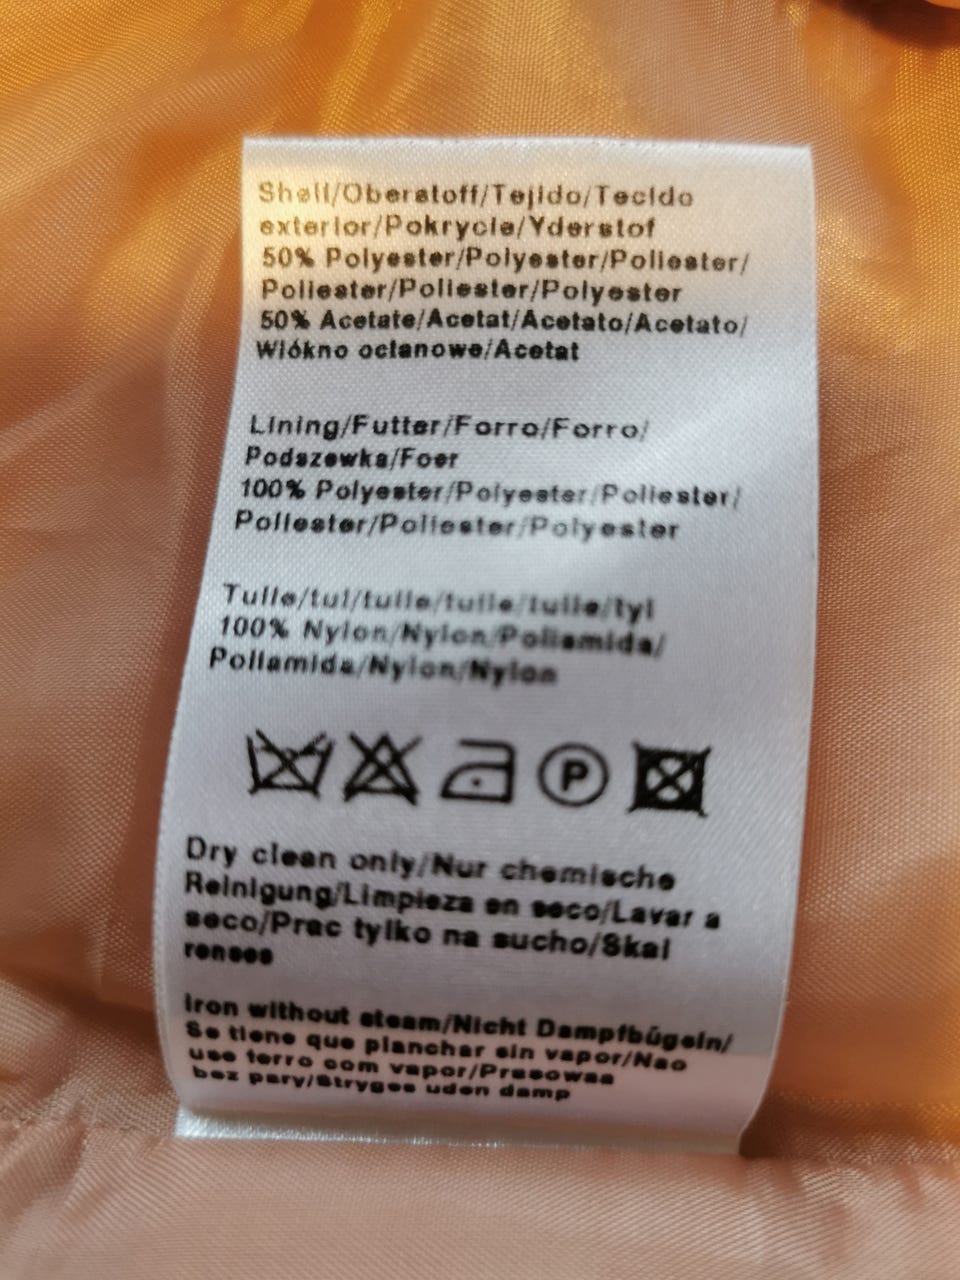 Shell/Oberstoff/Tejido/Tecido
exterior/Pokrycie/Yderstof
50% Polyester/Polyester/Poliester/
Poliester/Poliester/Polyester
50% Acetate/Acetat/Acetato/Acetato/
Wlókno octanowe/Acetat
Lining/Futter/Forro/Forro/
Podszewka/Foer
100% Polyester/Polyester/Poliester/
Poliester/Poliester/Polyester
Tulle/tul/tulle/tulle/tulle/tyl
100% Nylon/Nylon/Poliamida/
Poliamida/Nylon/Nylon
P
Dry clean only/Nur chemische
Reinigung/Limpieza en seco/Lavar a
seco/Prac tylko na sucho/Skal
renses
Iron without steam/Nicht Dampfbügeln/
Se tiene que planchar sin vapor/Nao
use ferro com vapor/Prasowaa
bez pary/Stryges uden damp